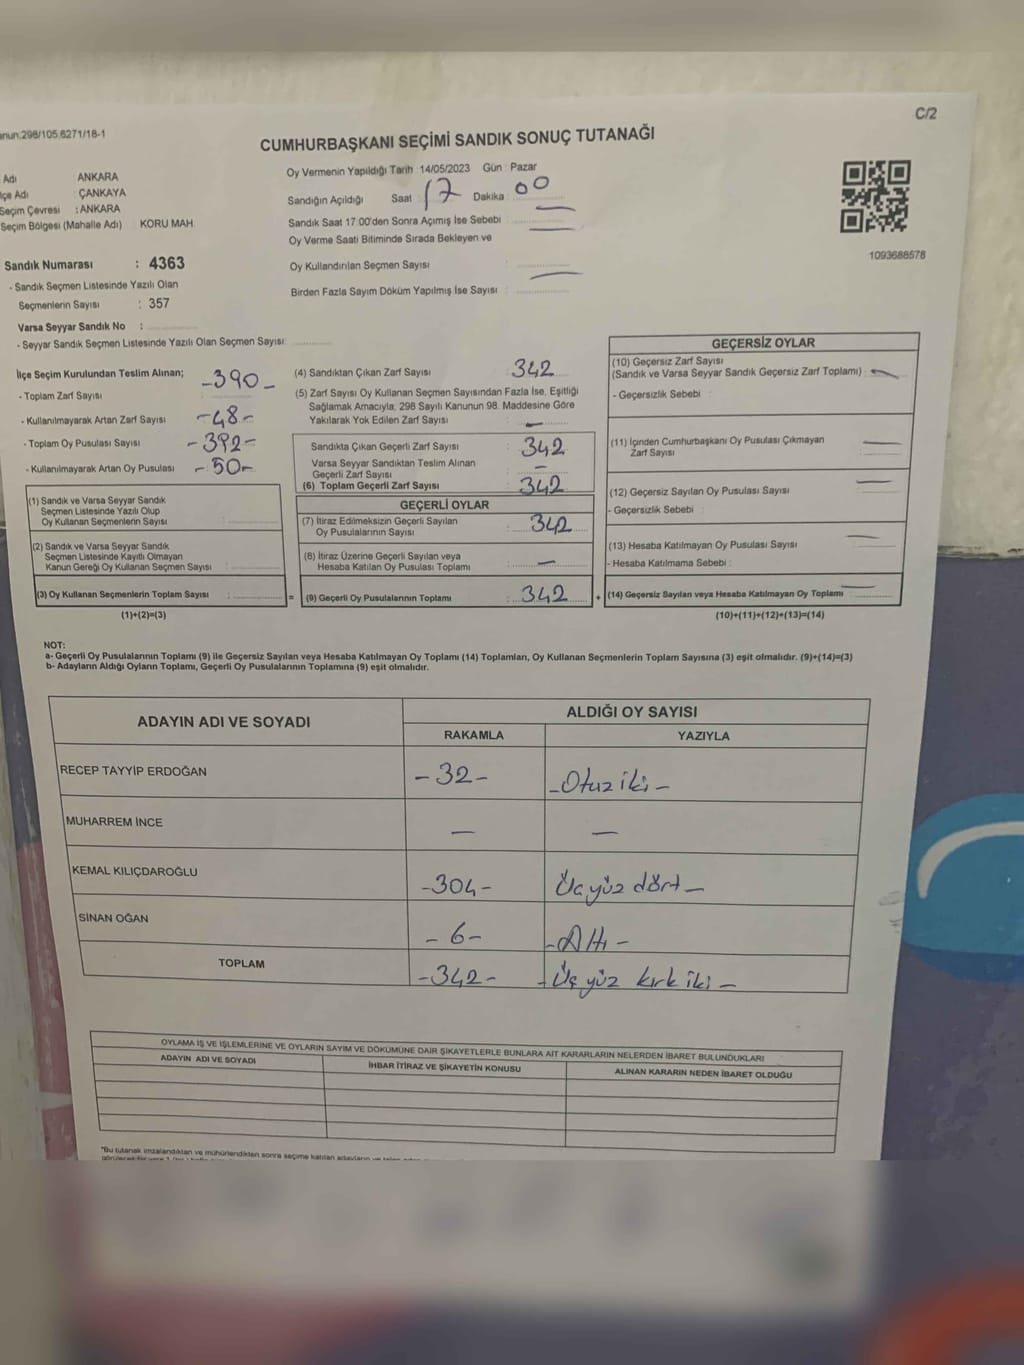 C/2
298/105.6271/18-1
CUMHURBAŞKANI SEÇİMİ SANDIK SONUÇ TUTANAĞI
Adı ANKARA
Adı : ÇANKAYA
Seçim Çevresi : ANKARA
Seçim Bölgesi (Mahalle Adı) : KORU MAH
Sandık Numarası : 4363
- Sandık Seçmen Listesinde Yazılı Olan
Seçmenlerin Sayısı : 357
Varsa Seyyar Sandık No :
- Seyyar Sandık Seçmen Listesinde Yazılı Olan Seçmen Sayısı:
Oy Vermenin Yapıldığı Tarih : 14/05/2023 Gün : Pazar
Sandığın Açıldığı Saat : 17 Dakika : 00
Sandık Saat 17.00'den Sonra Açımış İse Sebebi : —
Oy Verme Saati Bitiminde Sırada Bekleyen ve
Oy Kullandırılan Seçmen Sayısı : —
Birden Fazla Sayım Döküm Yapılmış İse Sayısı :
1093688578
İlçe Seçim Kurulundan Teslim Alınan;
- Toplam Zarf Sayısı -390-
- Kullanılmayarak Artan Zarf Sayısı -48-
- Toplam Oy Pusulası Sayısı -392-
- Kullanılmayarak Artan Oy Pusulası -50-
(1) Sandık ve Varsa Seyyar Sandık
Seçmen Listesinde Yazılı Olup
Oy Kullanan Seçmenlerin Sayısı :
(2) Sandık ve Varsa Seyyar Sandık
Seçmen Listesinde Kayıtlı Olmayan
Kanun Gereği Oy Kullanan Seçmen Sayısı :
(3) Oy Kullanan Seçmenlerin Toplam Sayısı : =
(1)+(2)=(3)
(4) Sandıktan Çıkan Zarf Sayısı : 342
(5) Zarf Sayısı Oy Kullanan Seçmen Sayısından Fazla İse, Eşitliği
Sağlamak Amacıyla, 298 Sayılı Kanunun 98. Maddesine Göre
Yakılarak Yok Edilen Zarf Sayısı : —
Sandıkta Çıkan Geçerli Zarf Sayısı : 342
Varsa Seyyar Sandıktan Teslim Alınan
Geçerli Zarf Sayısı : —
(6) Toplam Geçerli Zarf Sayısı : 342
GEÇERLİ OYLAR
(7) İtiraz Edilmeksizin Geçerli Sayılan
Oy Pusulalarının Sayısı : 342
(8) İtiraz Üzerine Geçerli Sayılan veya
Hesaba Katılan Oy Pusulası Toplamı : —
(9) Geçerli Oy Pusulalarının Toplamı : 342 +
GEÇERSİZ OYLAR
(10) Geçersiz Zarf Sayısı
(Sandık ve Varsa Seyyar Sandık Geçersiz Zarf Toplamı) : —
- Geçersizlik Sebebi :
(11) İçinden Cumhurbaşkanı Oy Pusulası Çıkmayan
Zarf Sayısı : —
(12) Geçersiz Sayılan Oy Pusulası Sayısı : —
- Geçersizlik Sebebi :
(13) Hesaba Katılmayan Oy Pusulası Sayısı : —
- Hesaba Katılmama Sebebi :
(14) Geçersiz Sayılan veya Hesaba Katılmayan Oy Toplamı : —
(10)+(11)+(12)+(13)=(14)
NOT:
a- Geçerli Oy Pusulalarının Toplamı (9) ile Geçersiz Sayılan veya Hesaba Katılmayan Oy Toplamı (14) Toplamları, Oy Kullanan Seçmenlerin Toplam Sayısına (3) eşit olmalıdır. (9)+(14)=(3)
b- Adayların Aldığı Oyların Toplamı, Geçerli Oy Pusulalarının Toplamına (9) eşit olmalıdır.
ADAYIN ADI VE SOYADI ALDIĞI OY SAYISI
RAKAMLA YAZIYLA
RECEP TAYYİP ERDOĞAN -32- -Otuz iki-
MUHARREM İNCE — —
KEMAL KILIÇDAROĞLU -304- Üçyüz dört-
SİNAN OĞAN -6- -Altı-
TOPLAM -342- -Üç yüz kırk iki-
OYLAMA İŞ VE İŞLEMLERİNE VE OYLARIN SAYIM VE DÖKÜMÜNE DAİR ŞİKAYETLERLE BUNLARA AİT KARARLARIN NELERDEN İBARET BULUNDUKLARI
ADAYIN ADI VE SOYADI İHBAR İTİRAZ VE ŞİKAYETİN KONUSU ALINAN KARARIN NEDEN İBARET OLDUĞU
*Bu tutanak imzalandıktan ve mühürlendikten sonra seçime katılan adayların ve